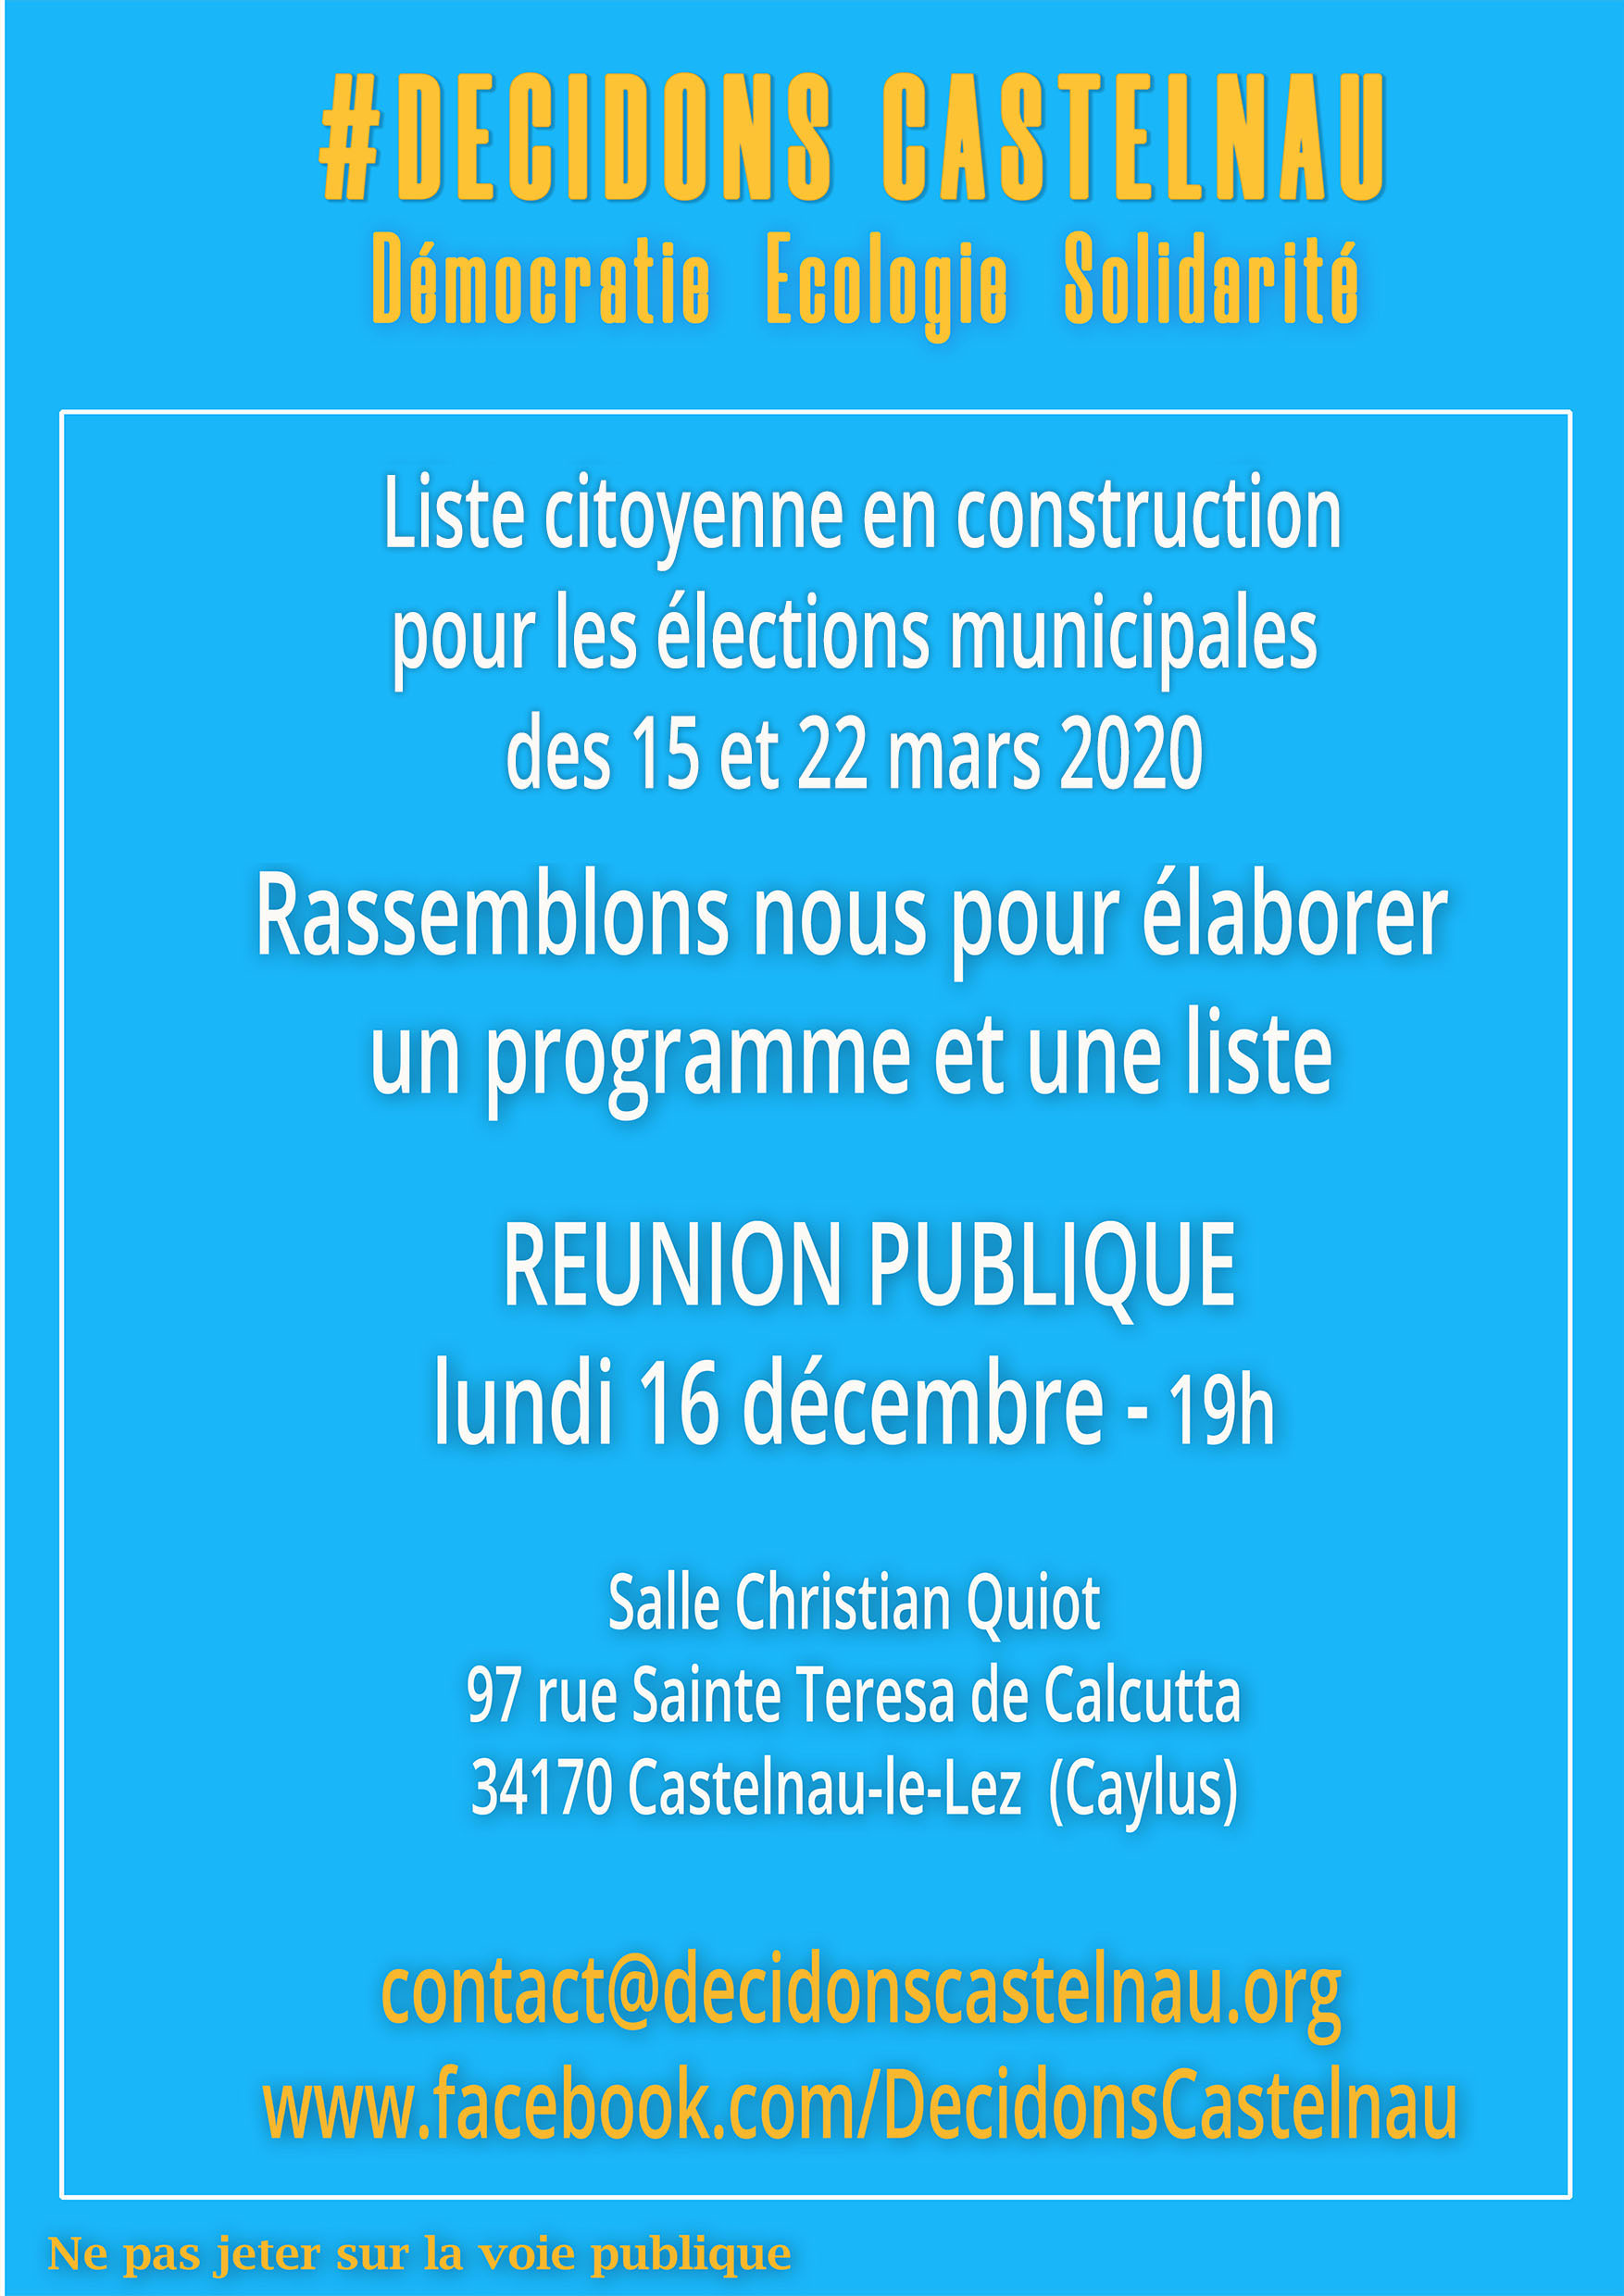 #DECIDONS CASTELNAU
Démocratie Ecologie Solidarité
Liste citoyenne en construction
pour les élections municipales
des 15 et 22 mars 2020
Rassemblons nous pour élaborer
un programme et une liste
REUNION PUBLIQUE
lundi 16 décembre - 19h
Salle Christian Quiot
97 rue Sainte Teresa de Calcutta
34170 Castelnau-le-Lez (Caylus)
contact@decidonscastelnau.org
www.facebook.com/DecidonsCastelnau
Ne pas jeter sur la voie publique